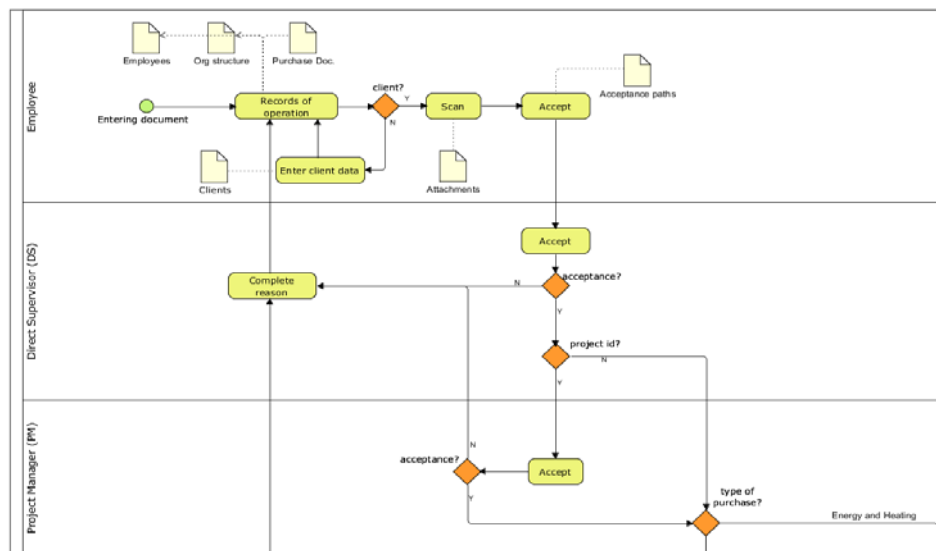 Employees
Org structure
Purchase Doc.
Acceptance paths
client?
Employee
Entering document
Records of
operation
Y
Scan
Accept
N
Enter client data
Clients
Attachments
Direct Supervisor (DS)
Accept
acceptance?
N
Complete
reason
Y
project id?
N
Y
Project Manager (PM)
N
acceptance?
Accept
Y
type of
purchase?
Energy and Heating